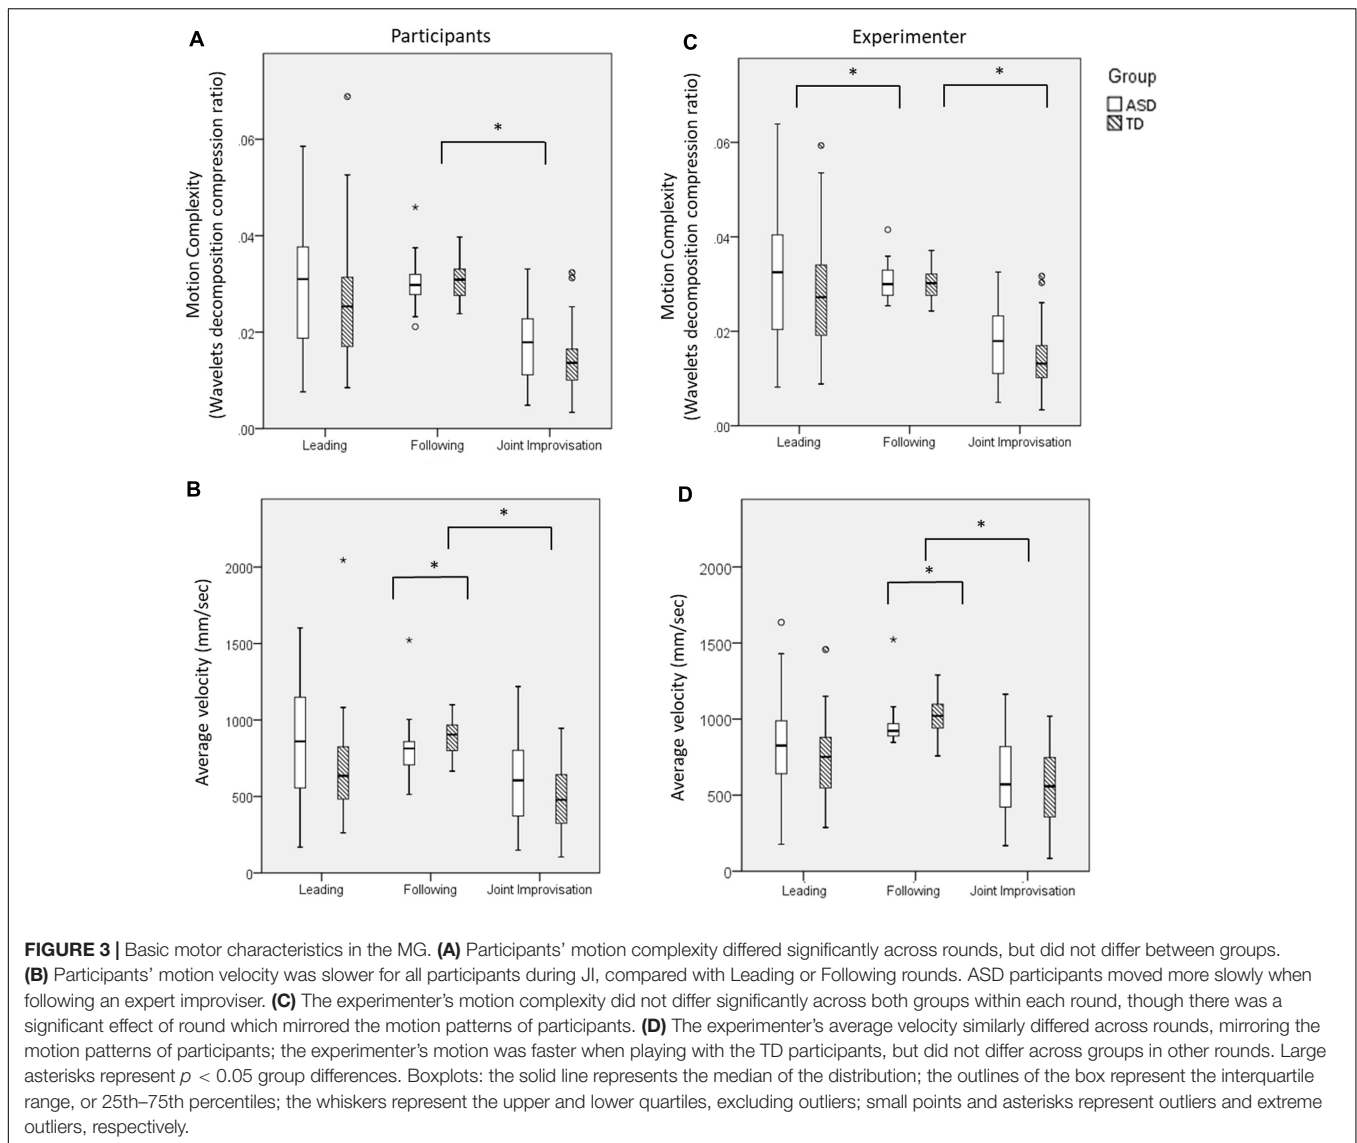 A
Participants
Motion Complexity
(Wavelets decomposition compression ratio)
.06
.04
.02
.00
*
*
Leading
Following
Joint Improvisation
C
Experimenter
Motion Complexity
(Wavelets decomposition compression ratio)
.06
.04
.02
.00
*
*
Leading
Following
Joint Improvisation
Group
ASD
TD
B
Average velocity (mm/sec)
2000
1500
1000
500
0
*
*
*
*
Leading
Following
Joint Improvisation
D
Average velocity (mm/sec)
2000
1500
1000
500
0
*
*
*
Leading
Following
Joint Improvisation
FIGURE 3 | Basic motor characteristics in the MG. (A) Participants’ motion complexity differed significantly across rounds, but did not differ between groups.
(B) Participants’ motion velocity was slower for all participants during JI, compared with Leading or Following rounds. ASD participants moved more slowly when
following an expert improviser. (C) The experimenter’s motion complexity did not differ significantly across both groups within each round, though there was a
significant effect of round which mirrored the motion patterns of participants. (D) The experimenter’s average velocity similarly differed across rounds, mirroring the
motion patterns of participants; the experimenter’s motion was faster when playing with the TD participants, but did not differ across groups in other rounds. Large
asterisks represent p < 0.05 group differences. Boxplots: the solid line represents the median of the distribution; the outlines of the box represent the interquartile
range, or 25th–75th percentiles; the whiskers represent the upper and lower quartiles, excluding outliers; small points and asterisks represent outliers and extreme
outliers, respectively.